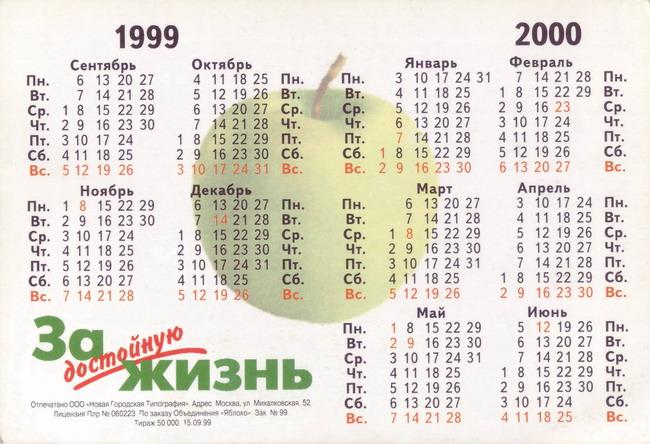 1999
Сентябрь Октябрь
Пн. 6 13 20 27 4 11 18 25 Пн.
Вт. 7 14 21 28 5 12 19 26 Вт.
Ср. 1 8 15 22 29 6 13 20 27 Ср.
Чт. 2 9 16 23 30 7 14 21 28 Чт.
Пт. 3 10 17 24 1 8 15 22 29 Пт.
Сб. 4 11 18 25 2 9 16 23 30 Сб.
Вс. 5 12 19 26 3 10 17 24 31 Вс.
Ноябрь Декабрь
Пн. 1 8 15 22 29 6 13 20 27 Пн.
Вт. 2 9 16 23 30 7 14 21 28 Вт.
Ср. 3 10 17 24 1 8 15 22 29 Ср.
Чт. 4 11 18 25 2 9 16 23 30 Чт.
Пт. 5 12 19 26 3 10 17 24 31 Пт.
Сб. 6 13 20 27 4 11 18 25 Сб.
Вс. 7 14 21 28 5 12 19 26 Вс.
2000
Январь Февраль
Пн. 3 10 17 24 31 7 14 21 28 Пн.
Вт. 4 11 18 25 1 8 15 22 29 Вт.
Ср. 5 12 19 26 2 9 16 23 Ср.
Чт. 6 13 20 27 3 10 17 24 Чт.
Пт. 7 14 21 28 4 11 18 25 Пт.
Сб. 1 8 15 22 29 5 12 19 26 Сб.
Вс. 2 9 16 23 30 6 13 20 27 Вс.
Март Апрель
Пн. 6 13 20 27 3 10 17 24 Пн.
Вт. 7 14 21 28 4 11 18 25 Вт.
Ср. 1 8 15 22 29 5 12 19 26 Ср.
Чт. 2 9 16 23 30 6 13 20 27 Чт.
Пт. 3 10 17 24 31 7 14 21 28 Пт.
Сб. 4 11 18 25 1 8 15 22 29 Сб.
Вс. 5 12 19 26 2 9 16 23 30 Вс.
Май Июнь
Пн. 1 8 15 22 29 5 12 19 26 Пн.
Вт. 2 9 16 23 30 6 13 20 27 Вт.
Ср. 3 10 17 24 31 7 14 21 28 Ср.
Чт. 4 11 18 25 1 8 15 22 29 Чт.
Пт. 5 12 19 26 2 9 16 23 30 Пт.
Сб. 6 13 20 27 3 10 17 24 Сб.
Вс. 7 14 21 28 4 11 18 25 Вс.
За
достойную
жизнь
Отпечатано ООО «Новая Городская Типография». Адрес Москва, ул Михалковская. 52
Лицензия Плр № 060223 По заказу Объединения «Яблоко» Зак № 99
Тираж 50 000 15.09.99